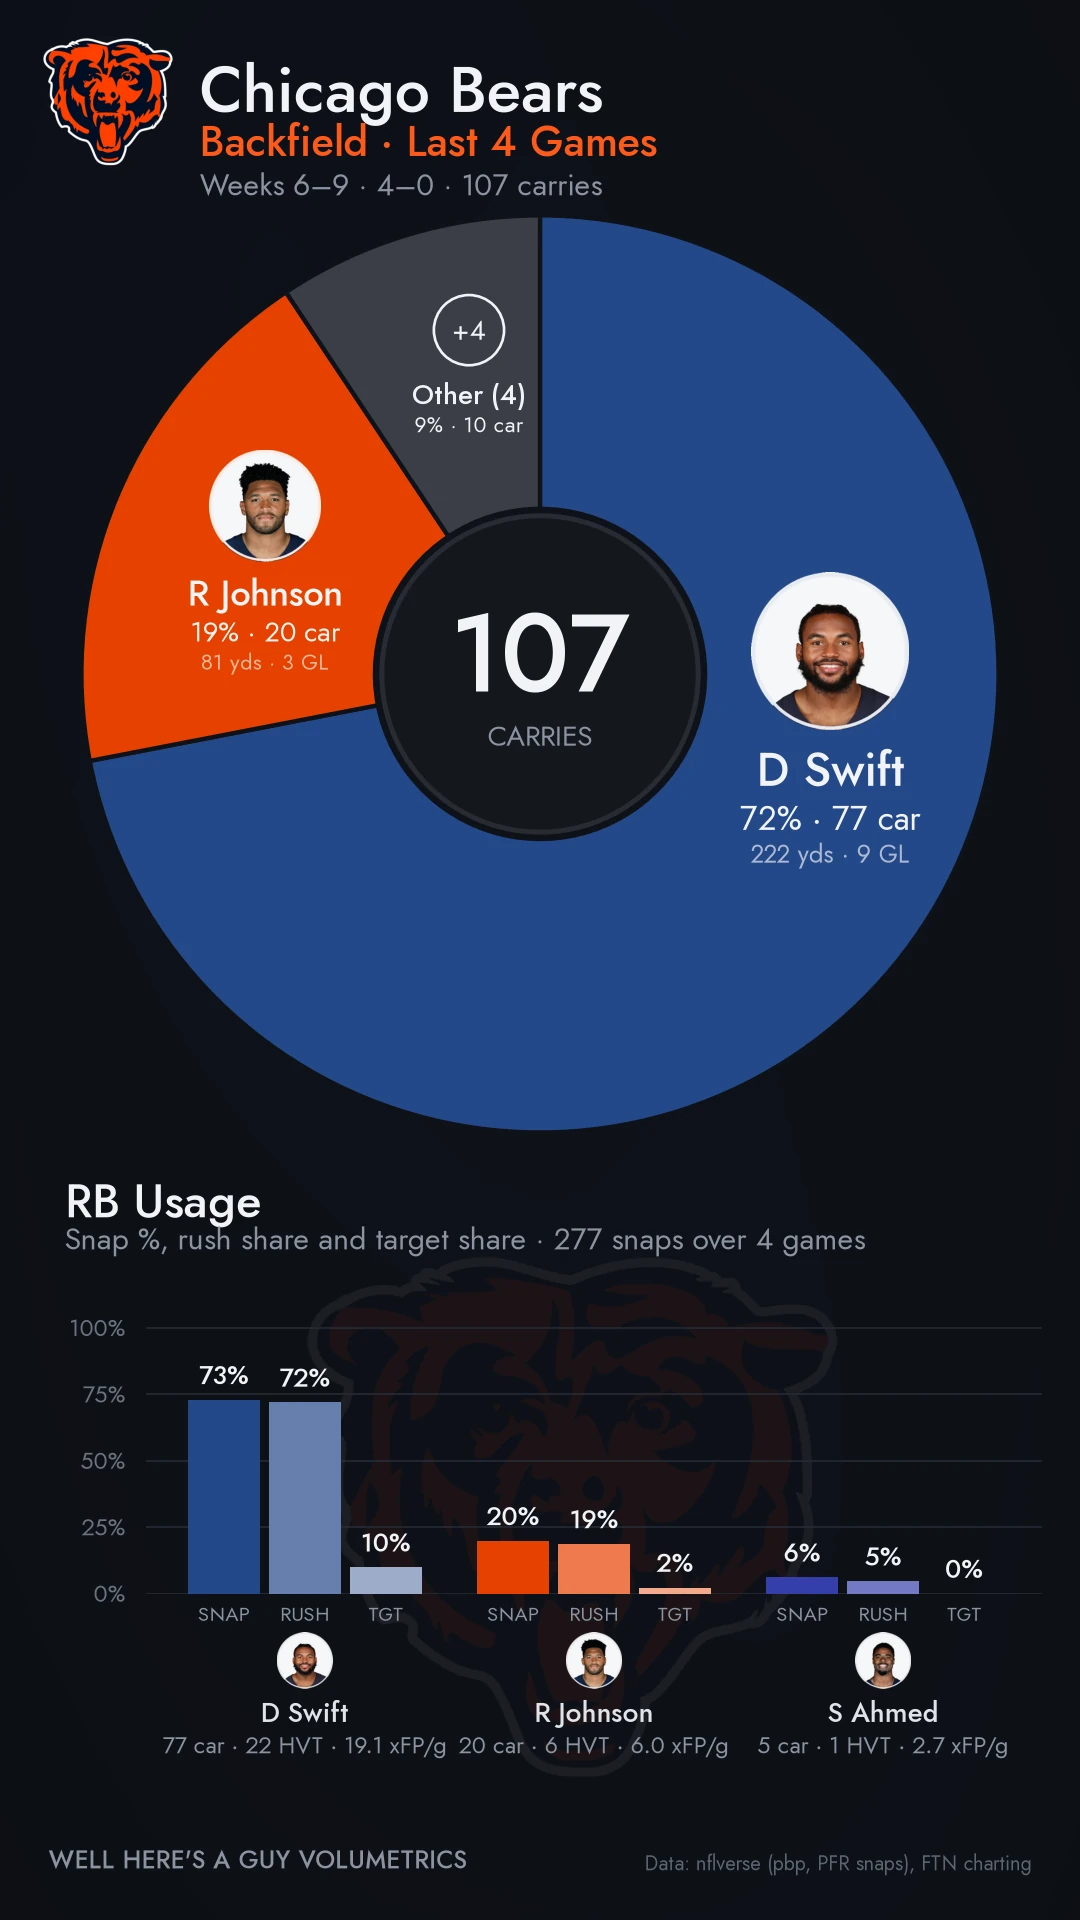 Chicago Bears
Backfield · Last 4 Games
Weeks 6–9 · 4–0 · 107 carries
+4
Other (4)
9% · 10 car
R Johnson
19% · 20 car
81 yds · 3 GL
107
CARRIES
D Swift
72% · 77 car
222 yds · 9 GL
RB Usage
Snap %, rush share and target share · 277 snaps over 4 games
100%
75%
50%
25%
0%
73% 72% 10% 20% 19% 2% 6% 5% 0%
SNAP RUSH TGT SNAP RUSH TGT SNAP RUSH TGT
D Swift R Johnson S Ahmed
77 car · 22 HVT · 19.1 xFP/g 20 car · 6 HVT · 6.0 xFP/g 5 car · 1 HVT · 2.7 xFP/g
WELL HERE'S A GUY VOLUMETRICS
Data: nflverse (pbp, PFR snaps), FTN charting